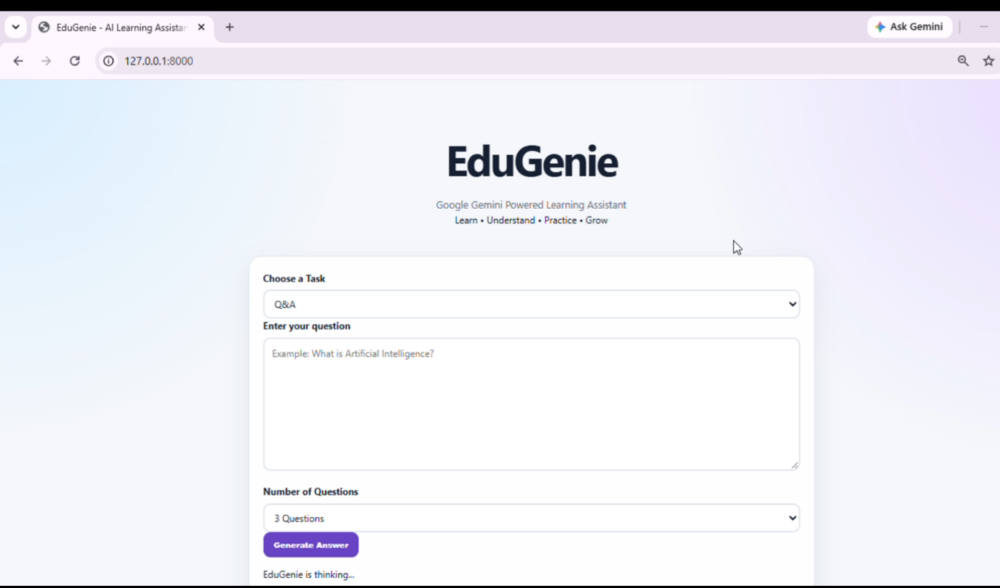 EduGenie - AI Learning Assistan
Ask Gemini
127.0.0.1:8000
EduGenie
Google Gemini Powered Learning Assistant
Learn • Understand • Practice • Grow
Choose a Task
Q&A
Enter your question
Example: What is Artificial Intelligence?
Number of Questions
3 Questions
Generate Answer
EduGenie is thinking...